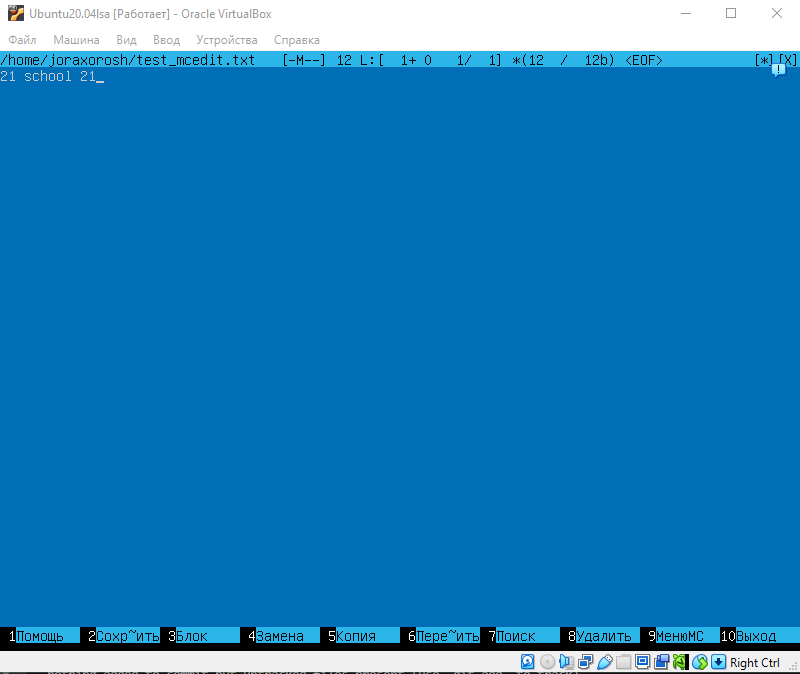 Ubuntu20.04lsa [Работает] - Oracle VirtualBox
Файл Машина Вид Ввод Устройства Справка
/home/joraxorosh/test_mcedit.txt [-M--] 12 L:[ 1+ 0 1/ 1] *(12 / 12b) <EOF> [*][X]
21 school 21_
1Помощь 2Сохр~ить 3Блок 4Замена 5Копия 6Пере~ить 7Поиск 8Удалить 9МенюMC 10Выход
Right Ctrl